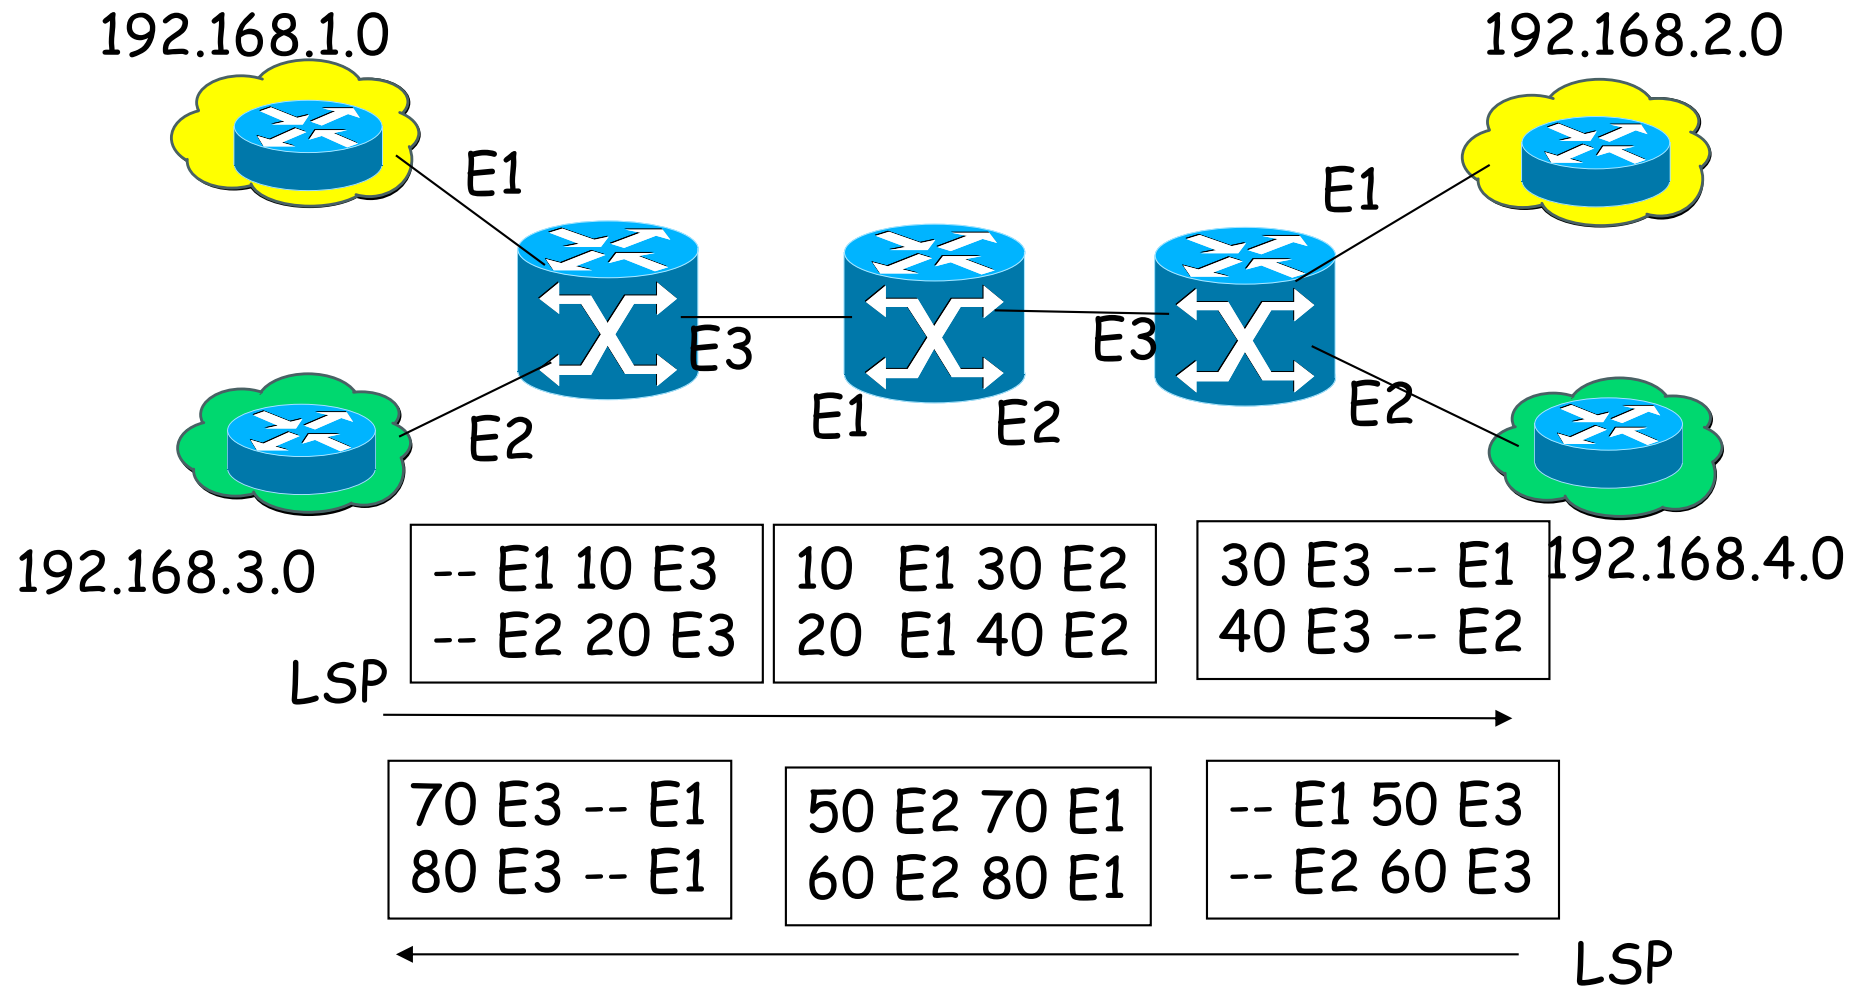 192.168.1.0
192.168.2.0
E1
E1
E3
E3
E1
E2
E2
E2
192.168.3.0
192.168.4.0
-- E1 10 E3
-- E2 20 E3
10 E1 30 E2
20 E1 40 E2
30 E3 -- E1
40 E3 -- E2
LSP
70 E3 -- E1
80 E3 -- E1
50 E2 70 E1
60 E2 80 E1
-- E1 50 E3
-- E2 60 E3
LSP